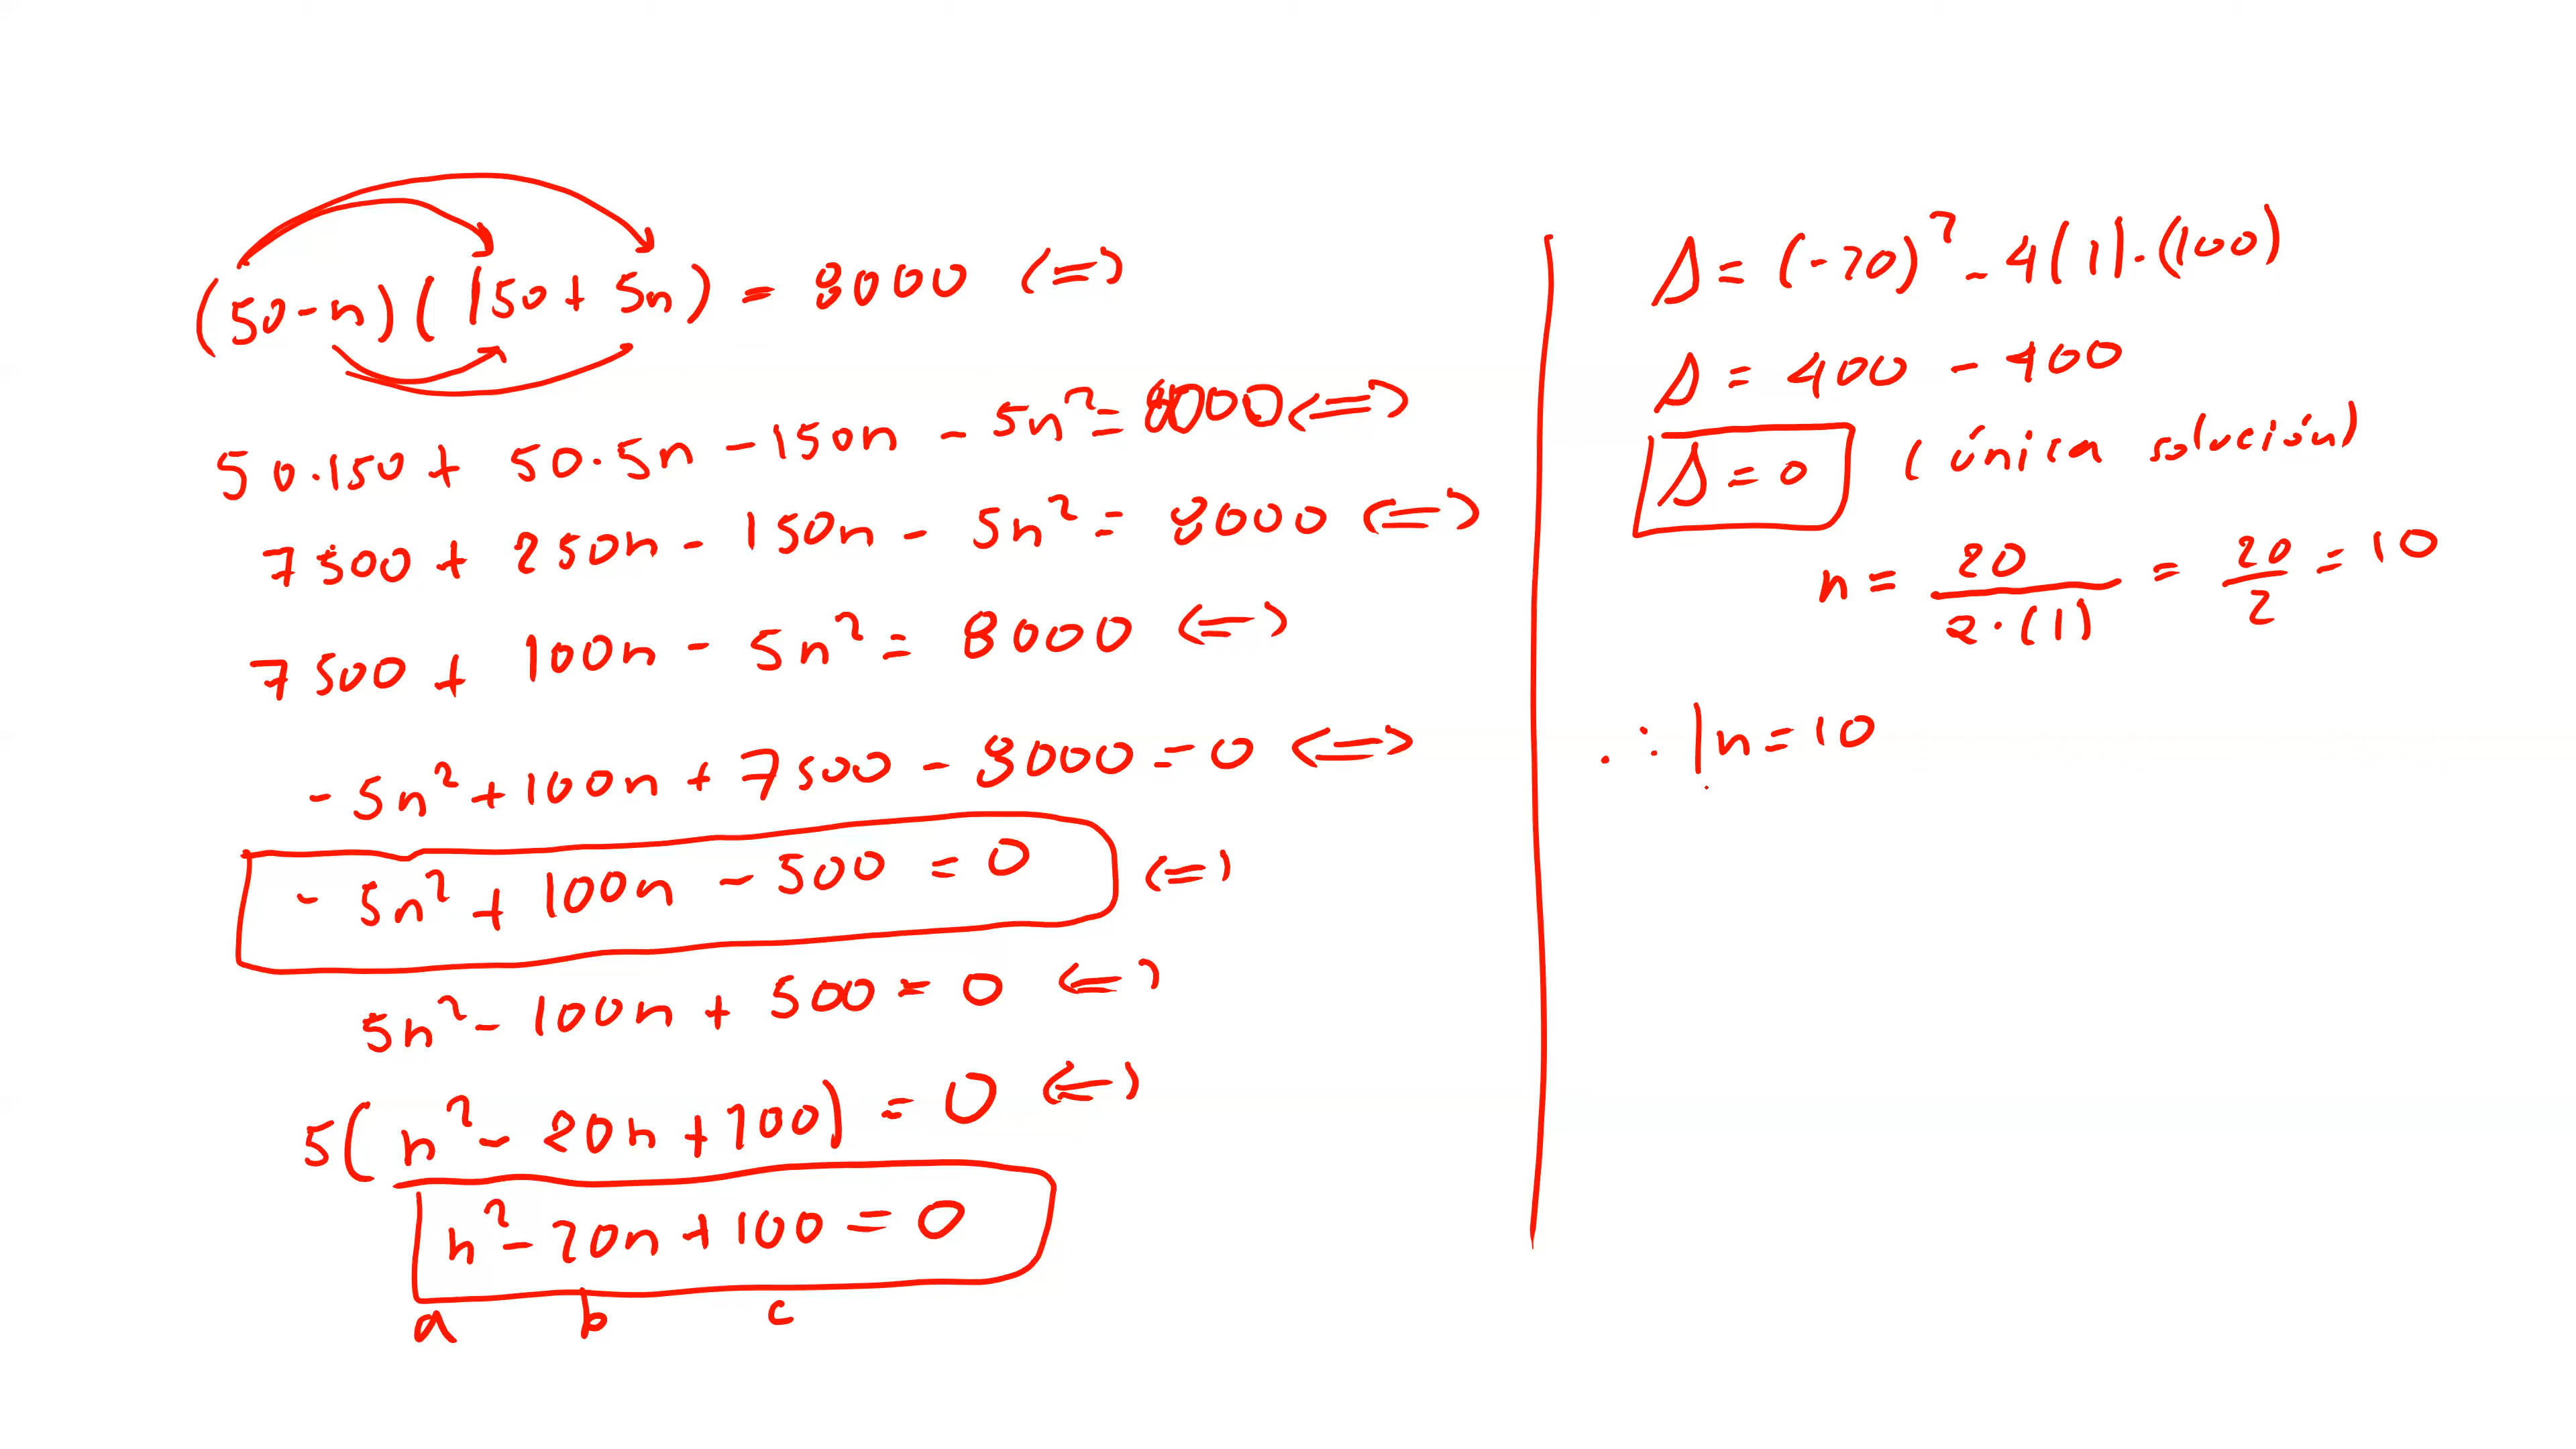 (50-n)(150+5n) = 8000 (=)
50.150+ 50.5n -150n - 5n²= 8000<=>
7500+ 250n - 150n - 5n² = 8000 <=>
7500 + 100n - 5n² = 8000 <=>
-5n²+100n+7500-8000=0 <=>
-5n²+100n-500 = 0 (=)
5n²-100n+500=0 <=>
5(n²-20n+100) = 0 <=>
n²-20n+100=0
a b c
Δ= (-20)²-4(1).(100)
Δ= 400 - 400
Δ=0 (única solución)
n= 20/2.(1) = 20/2 = 10
∴ |n=10